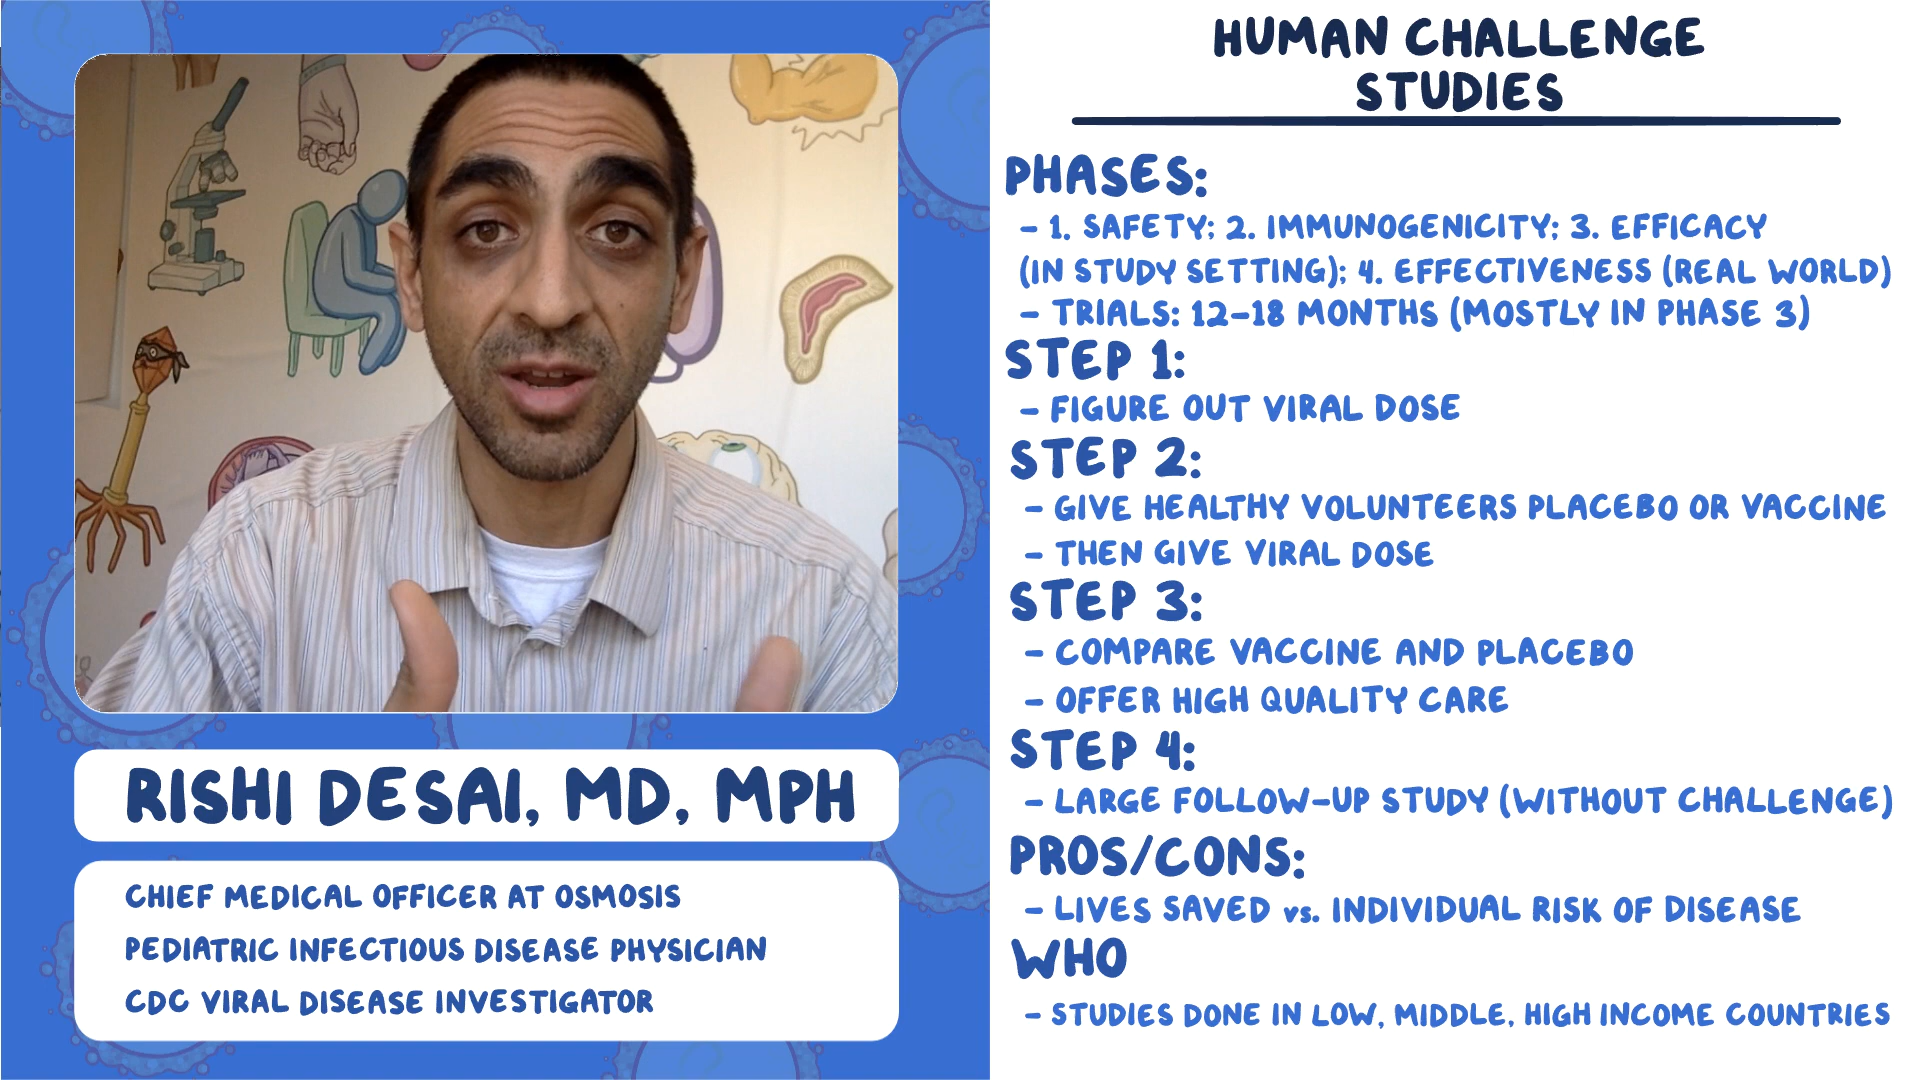 RISHI DESAI, MD, MPH
CHIEF MEDICAL OFFICER AT OSMOSIS
PEDIATRIC INFECTIOUS DISEASE PHYSICIAN
CDC VIRAL DISEASE INVESTIGATOR
HUMAN CHALLENGE
STUDIES
PHASES:
- 1. SAFETY; 2. IMMUNOGENICITY; 3. EFFICACY
(IN STUDY SETTING); 4. EFFECTIVENESS (REAL WORLD)
- TRIALS: 12-18 MONTHS (MOSTLY IN PHASE 3)
STEP 1:
- FIGURE OUT VIRAL DOSE
STEP 2:
- GIVE HEALTHY VOLUNTEERS PLACEBO OR VACCINE
- THEN GIVE VIRAL DOSE
STEP 3:
- COMPARE VACCINE AND PLACEBO
- OFFER HIGH QUALITY CARE
STEP 4:
- LARGE FOLLOW-UP STUDY (WITHOUT CHALLENGE)
PROS/CONS:
- LIVES SAVED vs. INDIVIDUAL RISK OF DISEASE
WHO
- STUDIES DONE IN LOW, MIDDLE, HIGH INCOME COUNTRIES